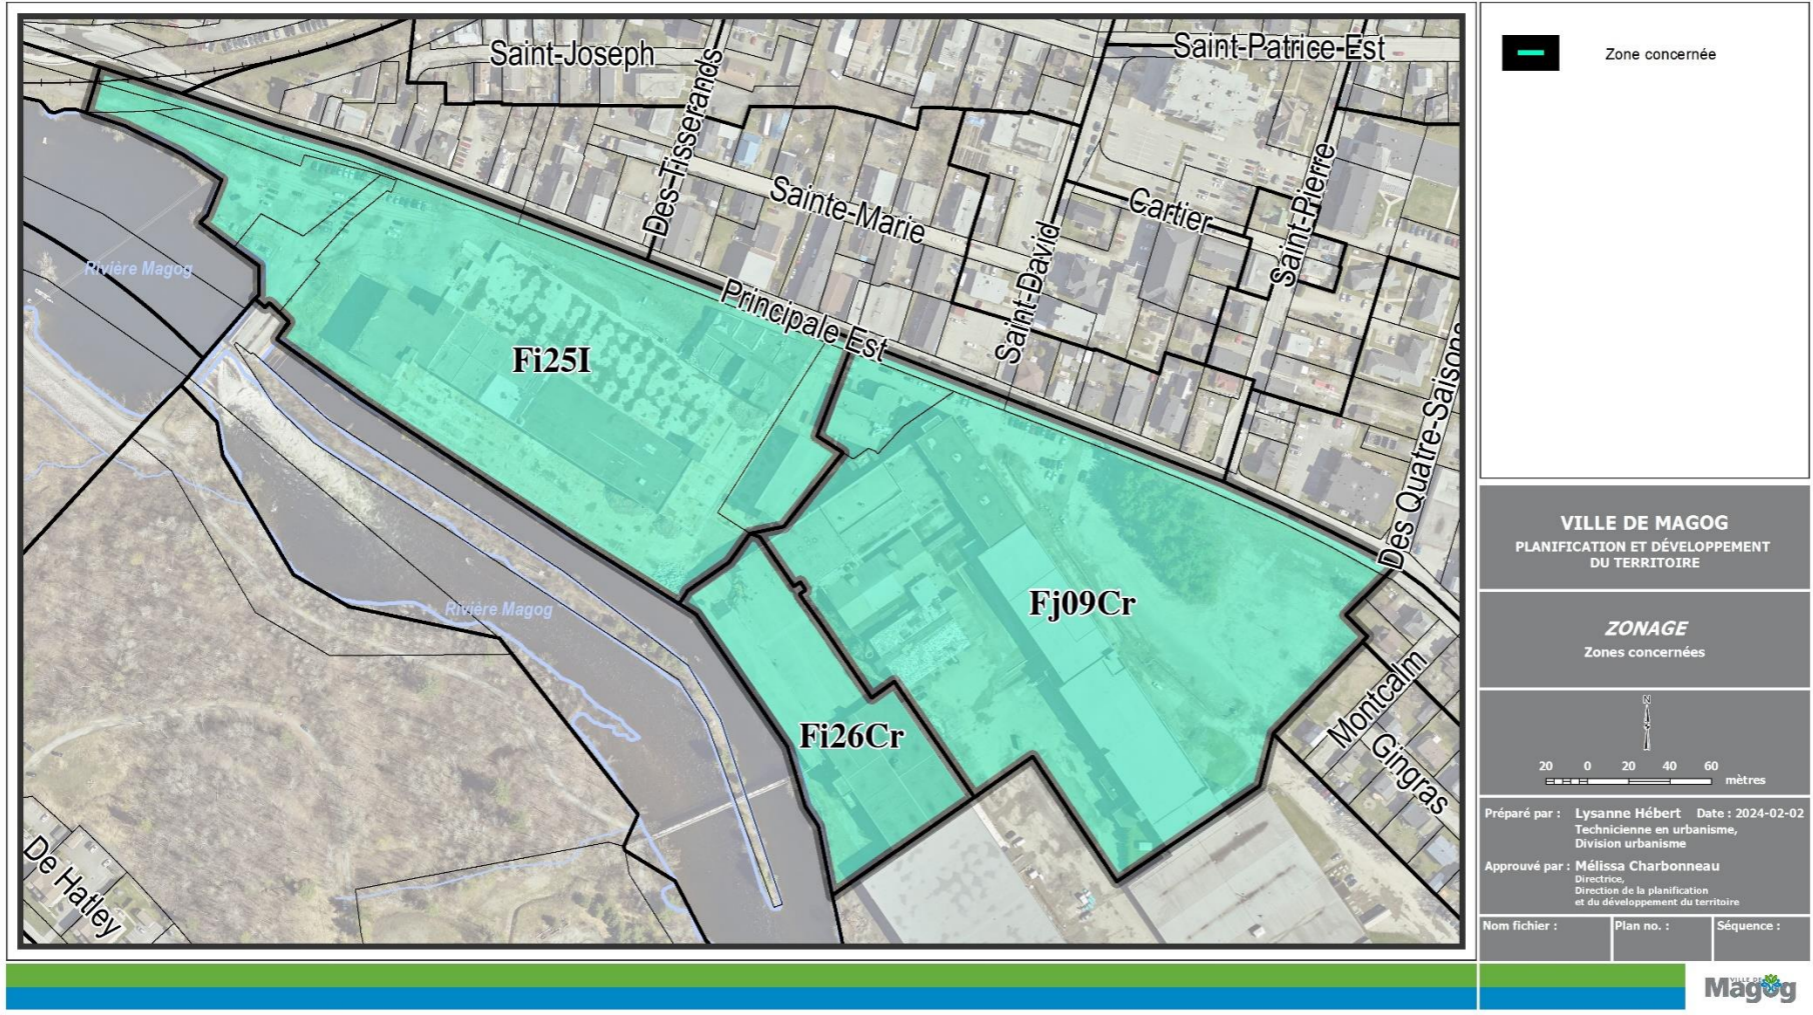 Saint-Joseph
Saint-Patrice-Est
Des-Tisserands
Sainte-Marie
Cartier
Saint-Pierre
Saint-David
Rivière Magog
Principale Est
Fi25I
Des Quatre-Saisons
Rivière Magog
Fj09Cr
Fi26Cr
Montcalm
Gingras
De Hatley
Zone concernée
VILLE DE MAGOG
PLANIFICATION ET DÉVELOPPEMENT
DU TERRITOIRE
ZONAGE
Zones concernées
N
20 0 20 40 60
mètres
Préparé par : Lysanne Hébert Date : 2024-02-02
Technicienne en urbanisme,
Division urbanisme
Approuvé par : Mélissa Charbonneau
Directrice,
Direction de la planification
et du développement du territoire
Nom fichier : Plan no. : Séquence :
VILLE DE
Magog